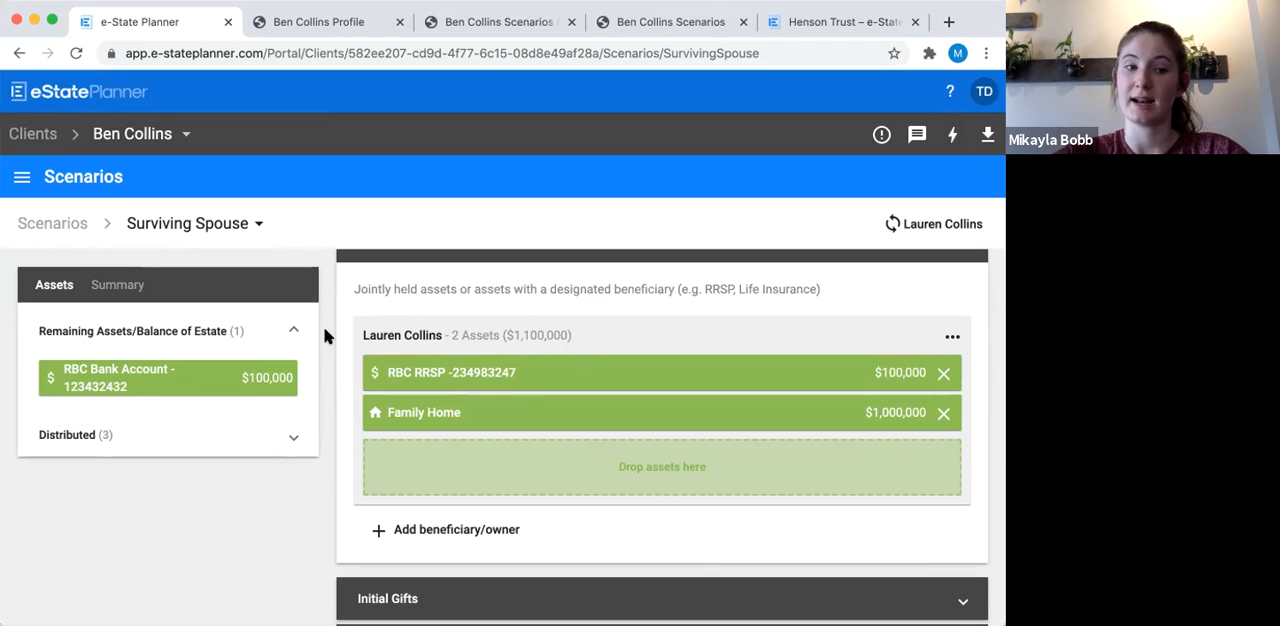 e-State Planner
Ben Collins Profile
Ben Collins Scenarios
Ben Collins Scenarios
Henson Trust – e-State
app.e-stateplanner.com/Portal/Clients/582ee207-cd9d-4f77-6c15-08d8e49af28a/Scenarios/SurvivingSpouse
M
eStatePlanner
?
TD
Clients > Ben Collins
Mikayla Bobb
Scenarios
Scenarios > Surviving Spouse
Lauren Collins
Assets Summary
Jointly held assets or assets with a designated beneficiary (e.g. RRSP, Life Insurance)
Remaining Assets/Balance of Estate (1)
Lauren Collins - 2 Assets ($1,100,000)
$ RBC Bank Account -
123432432
$100,000
$ RBC RRSP -234983247 $100,000
Family Home $1,000,000
Distributed (3)
Drop assets here
+ Add beneficiary/owner
Initial Gifts